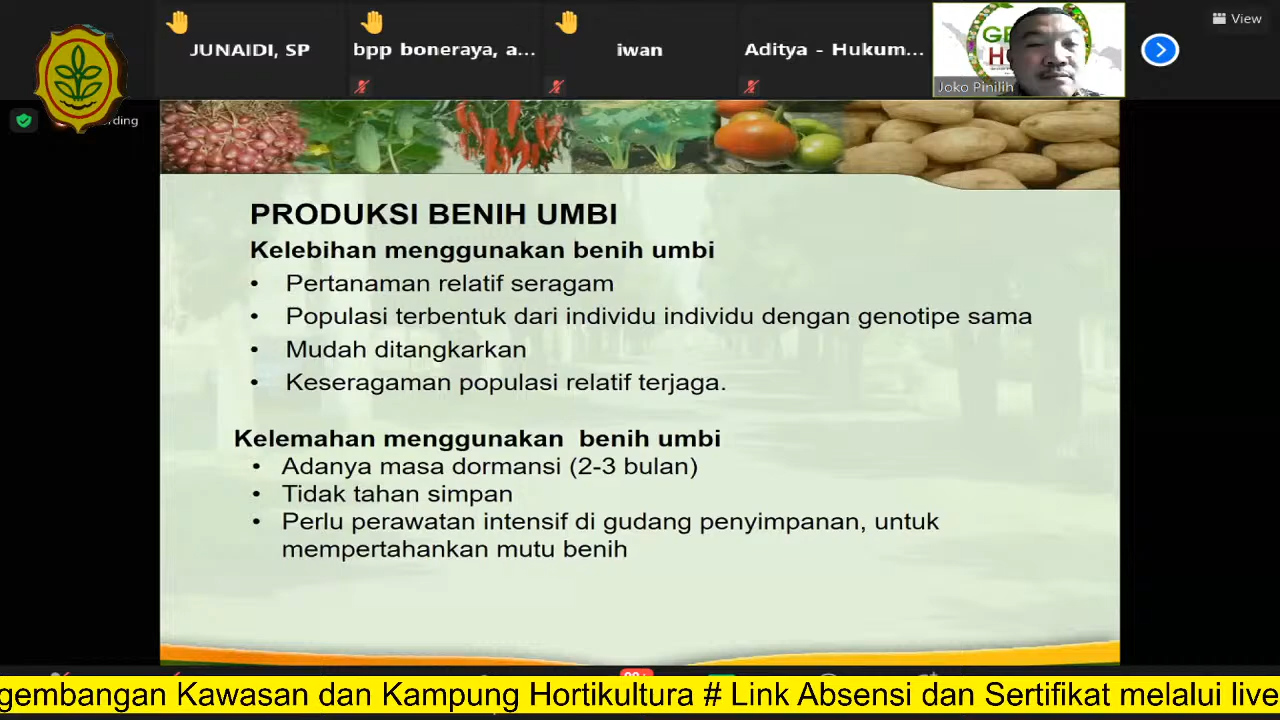 JUNAIDI, SP
bpp boneraya, a...
iwan
Aditya - Hukum...
Joko Pinilih
View
PRODUKSI BENIH UMBI
Kelebihan menggunakan benih umbi
• Pertanaman relatif seragam
• Populasi terbentuk dari individu individu dengan genotipe sama
• Mudah ditangkarkan
• Keseragaman populasi relatif terjaga.
Kelemahan menggunakan benih umbi
• Adanya masa dormansi (2-3 bulan)
• Tidak tahan simpan
• Perlu perawatan intensif di gudang penyimpanan, untuk
mempertahankan mutu benih
gembangan Kawasan dan Kampung Hortikultura # Link Absensi dan Sertifikat melalui live